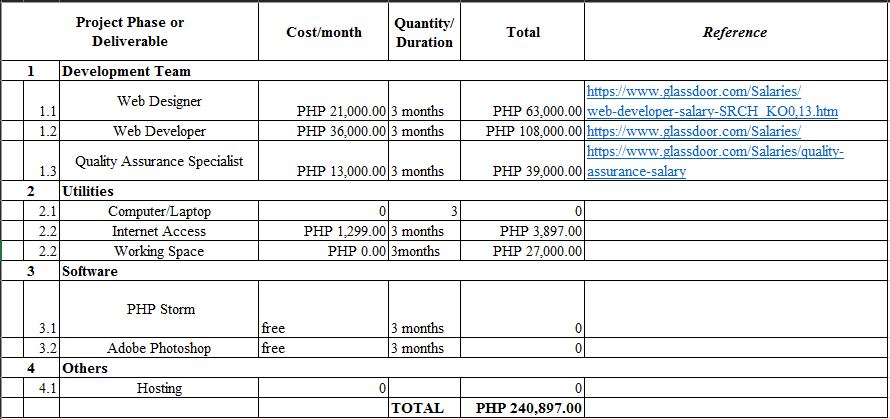 Project Phase or Deliverable Cost/month Quantity/ Duration Total Reference
1 Development Team
1.1 Web Designer PHP 21,000.00 3 months PHP 63,000.00 https://www.glassdoor.com/Salaries/
web-developer-salary-SRCH_KO0,13.htm
1.2 Web Developer PHP 36,000.00 3 months PHP 108,000.00 https://www.glassdoor.com/Salaries/
1.3 Quality Assurance Specialist PHP 13,000.00 3 months PHP 39,000.00 https://www.glassdoor.com/Salaries/quality-
assurance-salary
2 Utilities
2.1 Computer/Laptop 0 3 0
2.2 Internet Access PHP 1,299.00 3 months PHP 3,897.00
2.2 Working Space PHP 0.00 3months PHP 27,000.00
3 Software
3.1 PHP Storm free 3 months 0
3.2 Adobe Photoshop free 3 months 0
4 Others
4.1 Hosting 0 0
TOTAL PHP 240,897.00